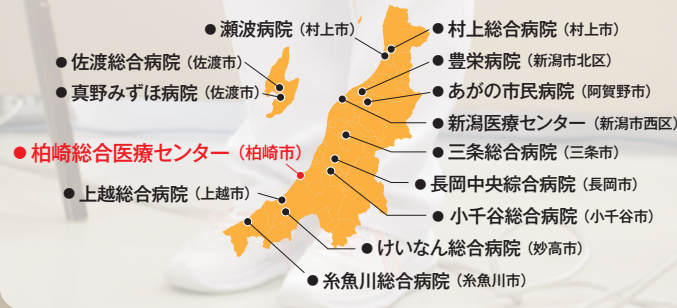 ● 瀬波病院（村上市）
● 佐渡総合病院（佐渡市）
● 真野みずほ病院（佐渡市）
● 柏崎総合医療センター（柏崎市）
● 上越総合病院（上越市）
● 村上総合病院（村上市）
● 豊栄病院（新潟市北区）
● あがの市民病院（阿賀野市）
● 新潟医療センター（新潟市西区）
● 三条総合病院（三条市）
● 長岡中央綜合病院（長岡市）
● 小千谷総合病院（小千谷市）
● けいなん総合病院（妙高市）
● 糸魚川総合病院（糸魚川市）